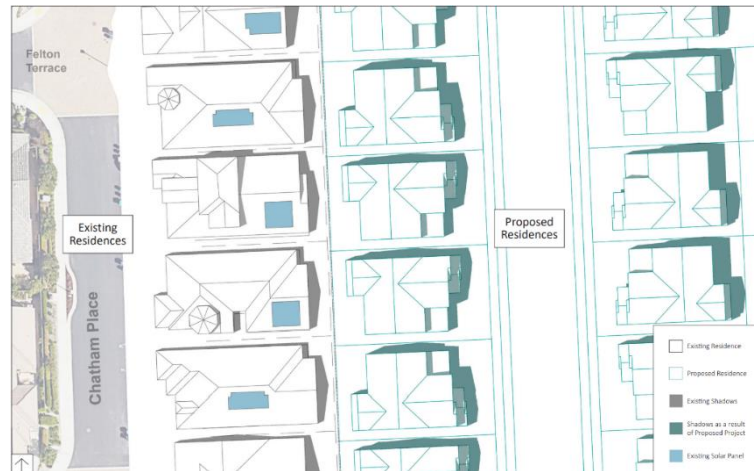 Felton
Terrace
Existing
Residences
Proposed
Residences
Chatham Place
Existing Residence
Proposed Residence
Existing Shadows
Shadows as a result
of Proposed Project
Existing Solar Panel